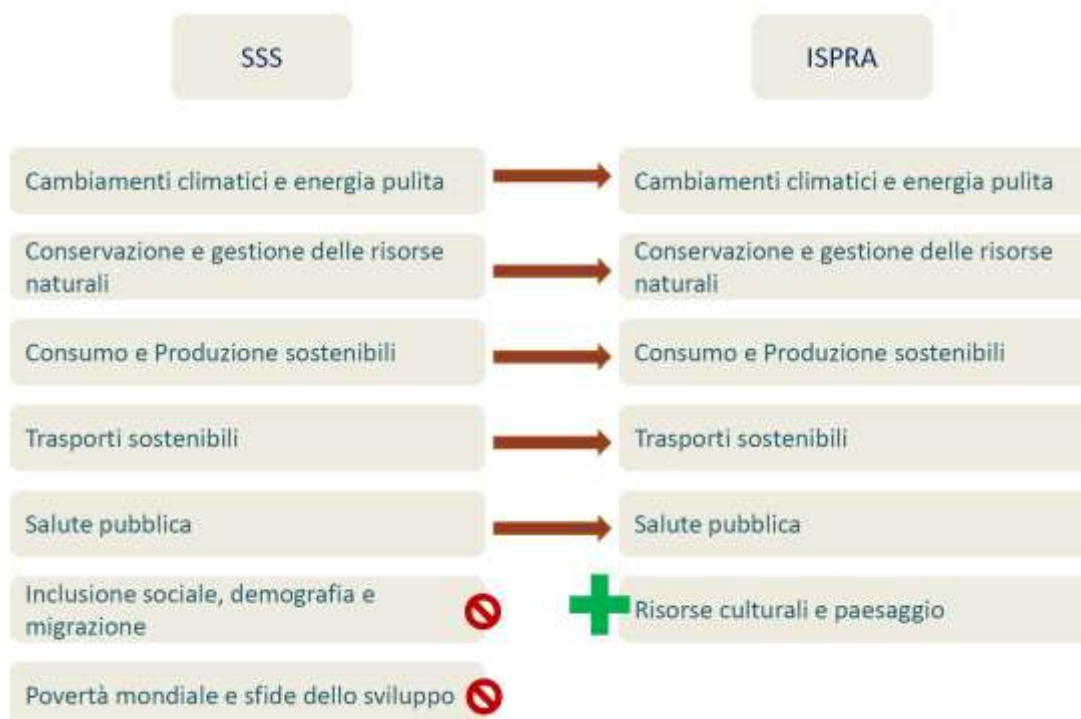 SSS
ISPRA
Cambiamenti climatici e energia pulita
Cambiamenti climatici e energia pulita
Conservazione e gestione delle risorse
naturali
Conservazione e gestione delle risorse
naturali
Consumo e Produzione sostenibili
Consumo e Produzione sostenibili
Trasporti sostenibili
Trasporti sostenibili
Salute pubblica
Salute pubblica
Inclusione sociale, demografia e
migrazione
Risorse culturali e paesaggio
Povertà mondiale e sfide dello sviluppo